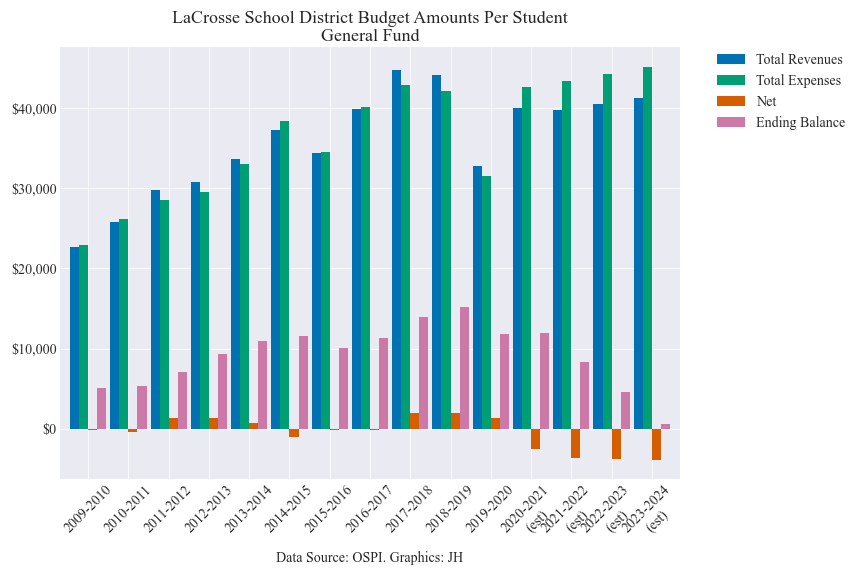 LaCrosse School District Budget Amounts Per Student
General Fund
Total Revenues
Total Expenses
Net
Ending Balance
$40,000
$30,000
$20,000
$10,000
$0
2009-2010
2010-2011
2011-2012
2012-2013
2013-2014
2014-2015
2015-2016
2016-2017
2017-2018
2018-2019
2019-2020
2020-2021
(est)
2021-2022
(est)
2022-2023
(est)
2023-2024
(est)
Data Source: OSPI. Graphics: JH